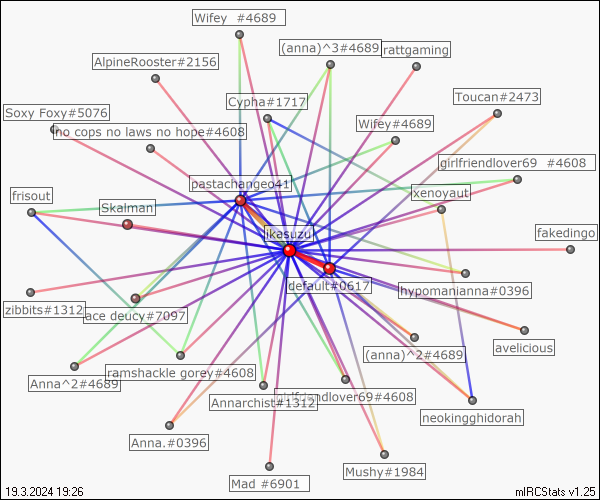 Wifey  #4689
(anna)^3#4689
rattgaming
AlpineRooster#2156
Toucan#2473
Cypha#1717
Soxy Foxy#5076
no cops no laws no hope#4608
Wifey#4689
girlfriendlover69  #4608
pastachangeo41
xenoyaut
frisout
Skalman
jkasuzu
fakedingo
default#0617
hypomanianna#0396
zibbits#1312
ace deucy#7097
avelicious
(anna)^2#4689
ramshackle gorey#4608
Anna^2#4689
girlfriendlover69#4608
Annarchist#1312
neokingghidorah
Anna.#0396
Mushy#1984
Mad #6901
19.3.2024 19:26
mIRCStats v1.25